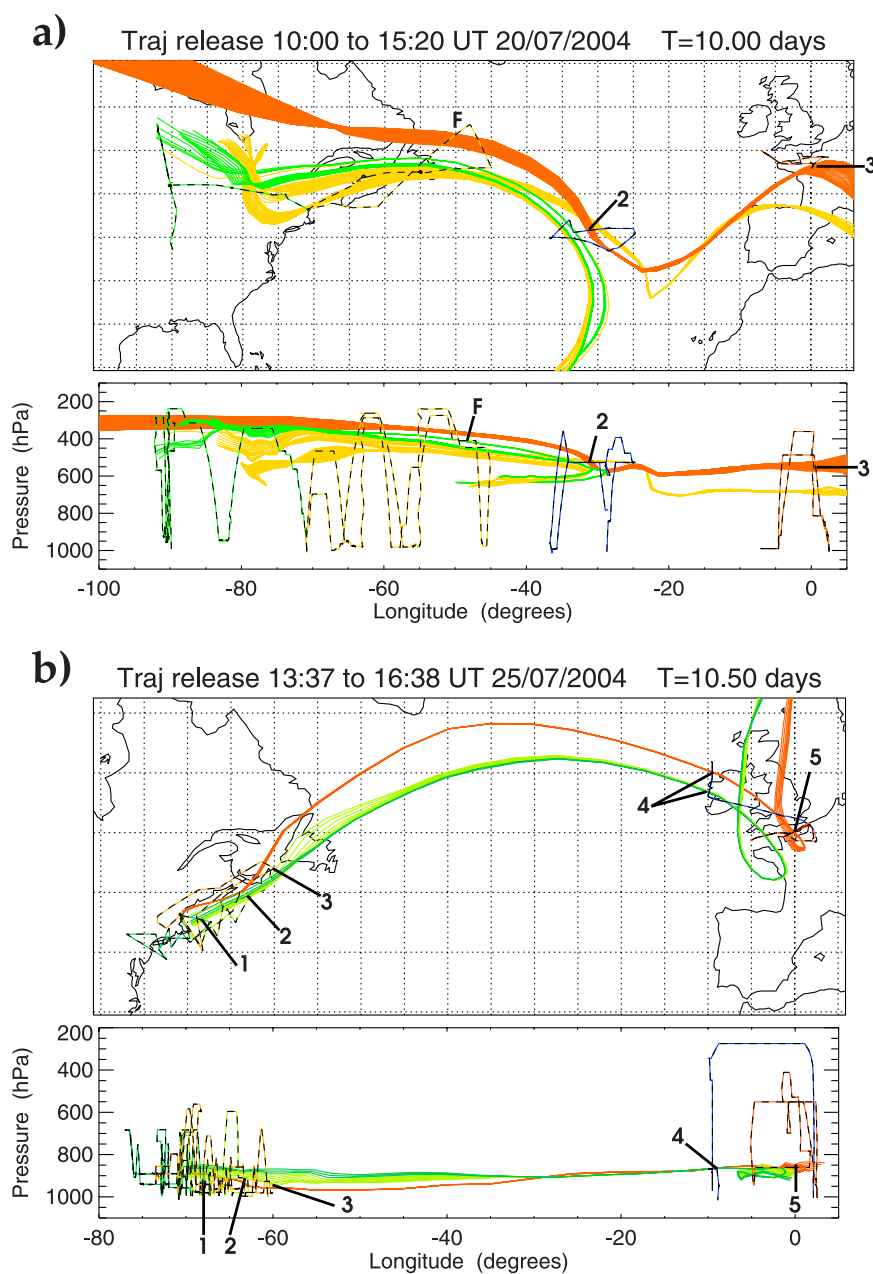 a)
Traj release 10:00 to 15:20 UT 20/07/2004 T=10.00 days
F
2
3
200
400
600
800
1000
Pressure (hPa)
F
2
3
-100 -80 -60 -40 -20 0
Longitude (degrees)
b)
Traj release 13:37 to 16:38 UT 25/07/2004 T=10.50 days
5
4
3
2
1
200
400
600
800
1000
Pressure (hPa)
4
3
5
1 2
-80 -60 -40 -20 0
Longitude (degrees)